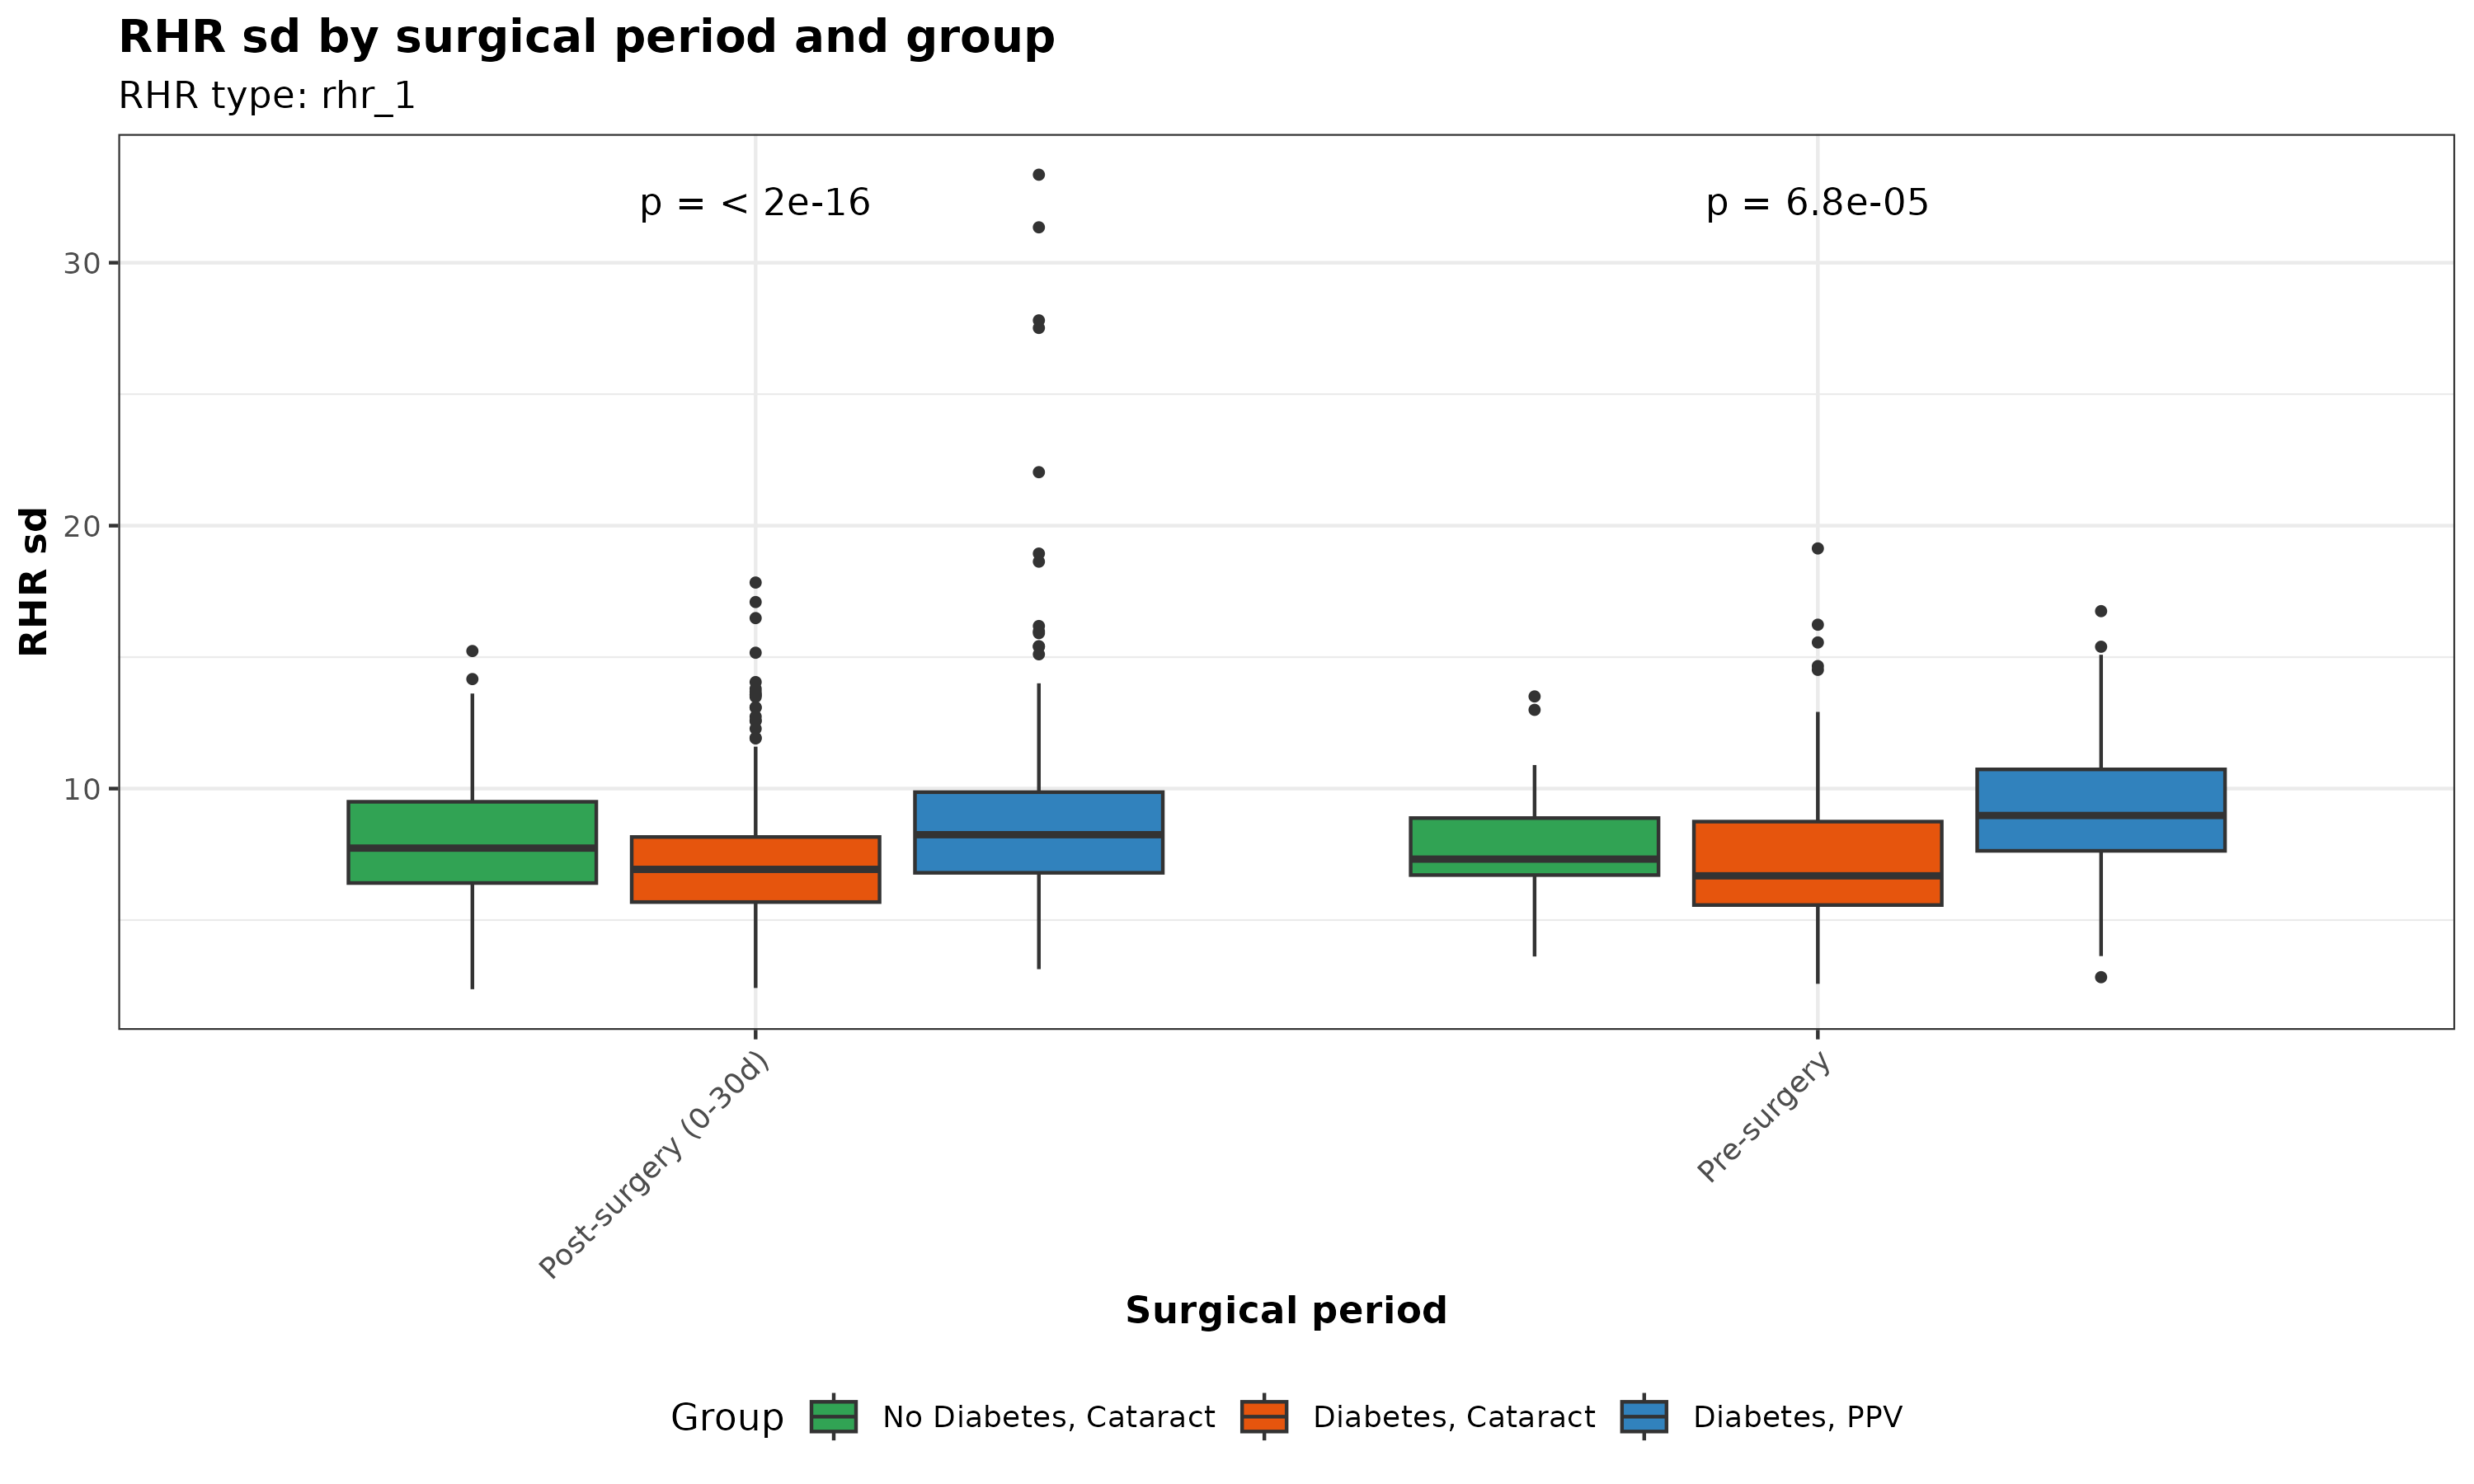 RHR sd by surgical period and group
RHR type: rhr_1
p = < 2e-16
p = 6.8e-05
30
20
10
RHR sd
Post-surgery (0-30d)
Pre-surgery
Surgical period
Group
No Diabetes, Cataract
Diabetes, Cataract
Diabetes, PPV